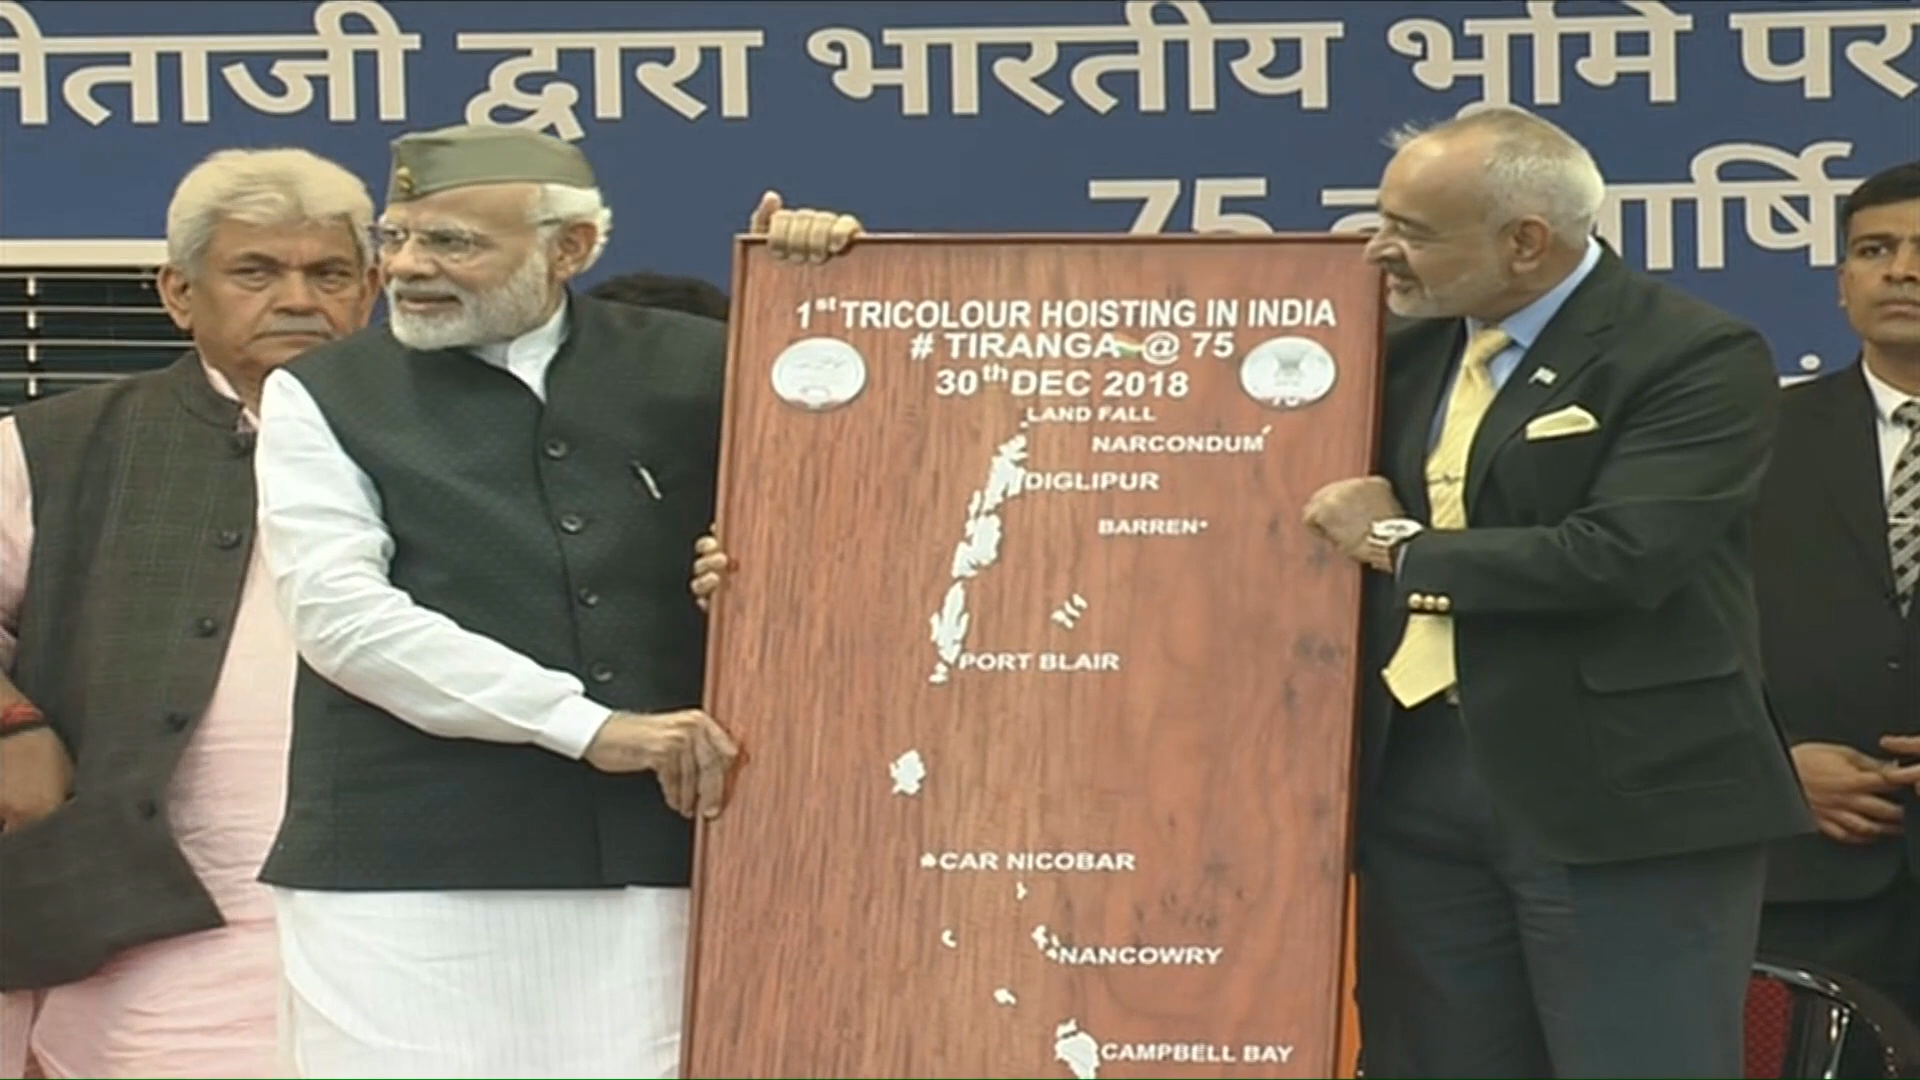 द्वारा भारतीय भूमि पर
75
1st TRICOLOUR HOISTING IN INDIA
# TIRANGA @ 75
30th DEC 2018
LAND FALL
NARCONDUM
DIGLIPUR
BARREN
PORT BLAIR
CAR NICOBAR
NANCOWRY
CAMPBELL BAY